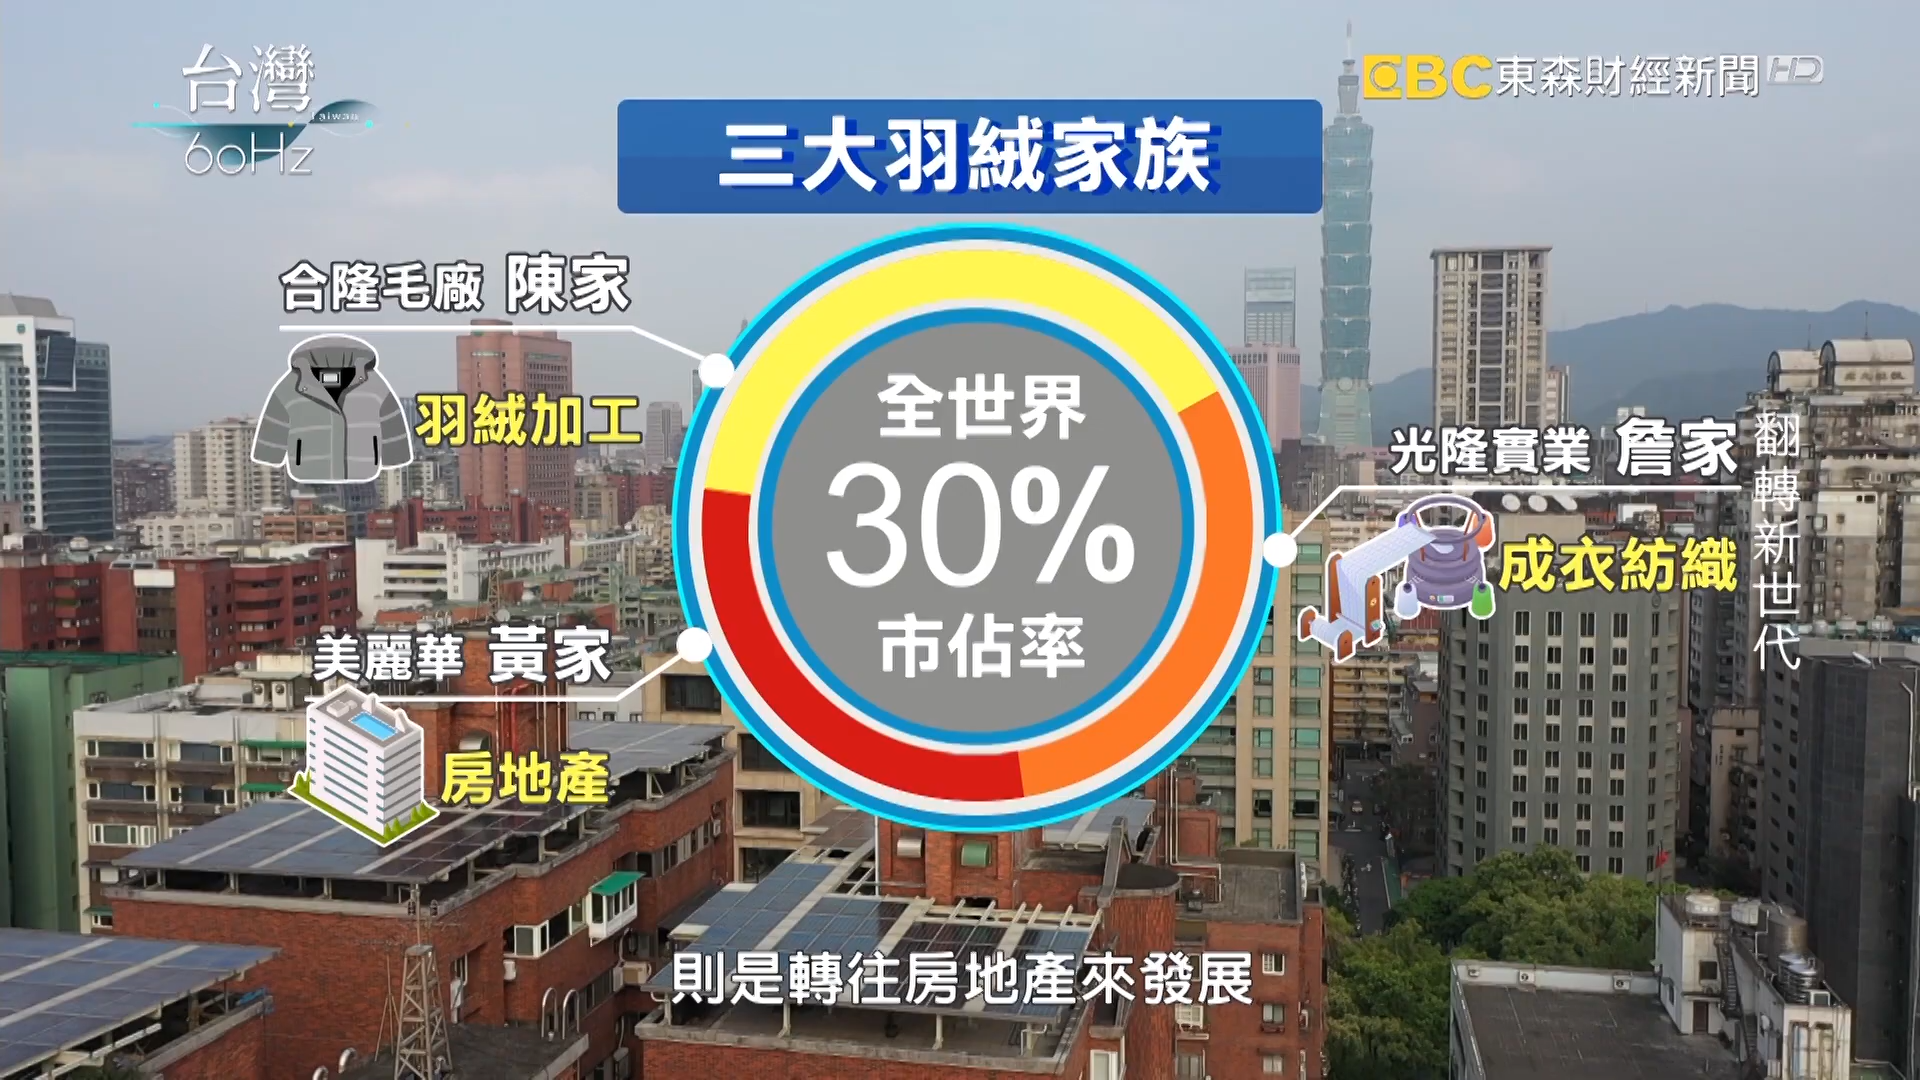 台灣
Taiwan
60Hz
EBC東森財經新聞HD
三大羽絨家族
合隆毛廠 陳家
羽絨加工
全世界
30%
市佔率
光隆實業 詹家
成衣紡織
翻轉新世代
美麗華 黃家
房地產
則是轉往房地產來發展